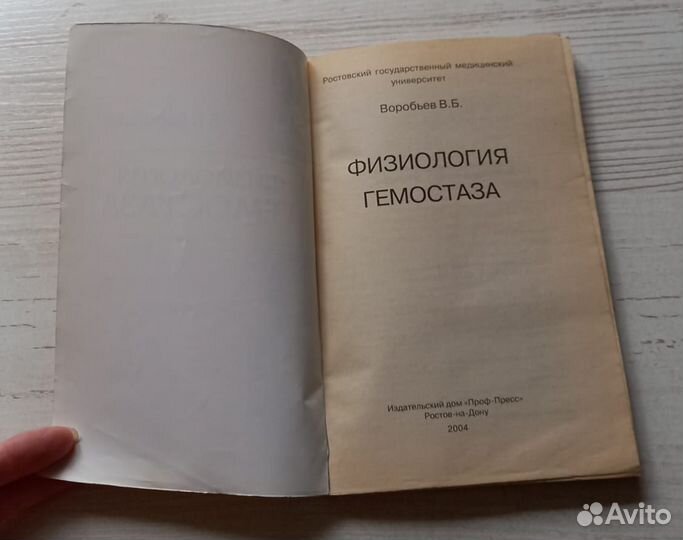 Ростовский государственный медицинский
университет
Воробьев В.Б.
ФИЗИОЛОГИЯ
ГЕМОСТАЗА
Издательский дом «Проф-Пресс»
Ростов-на-Дону
2004
Avito